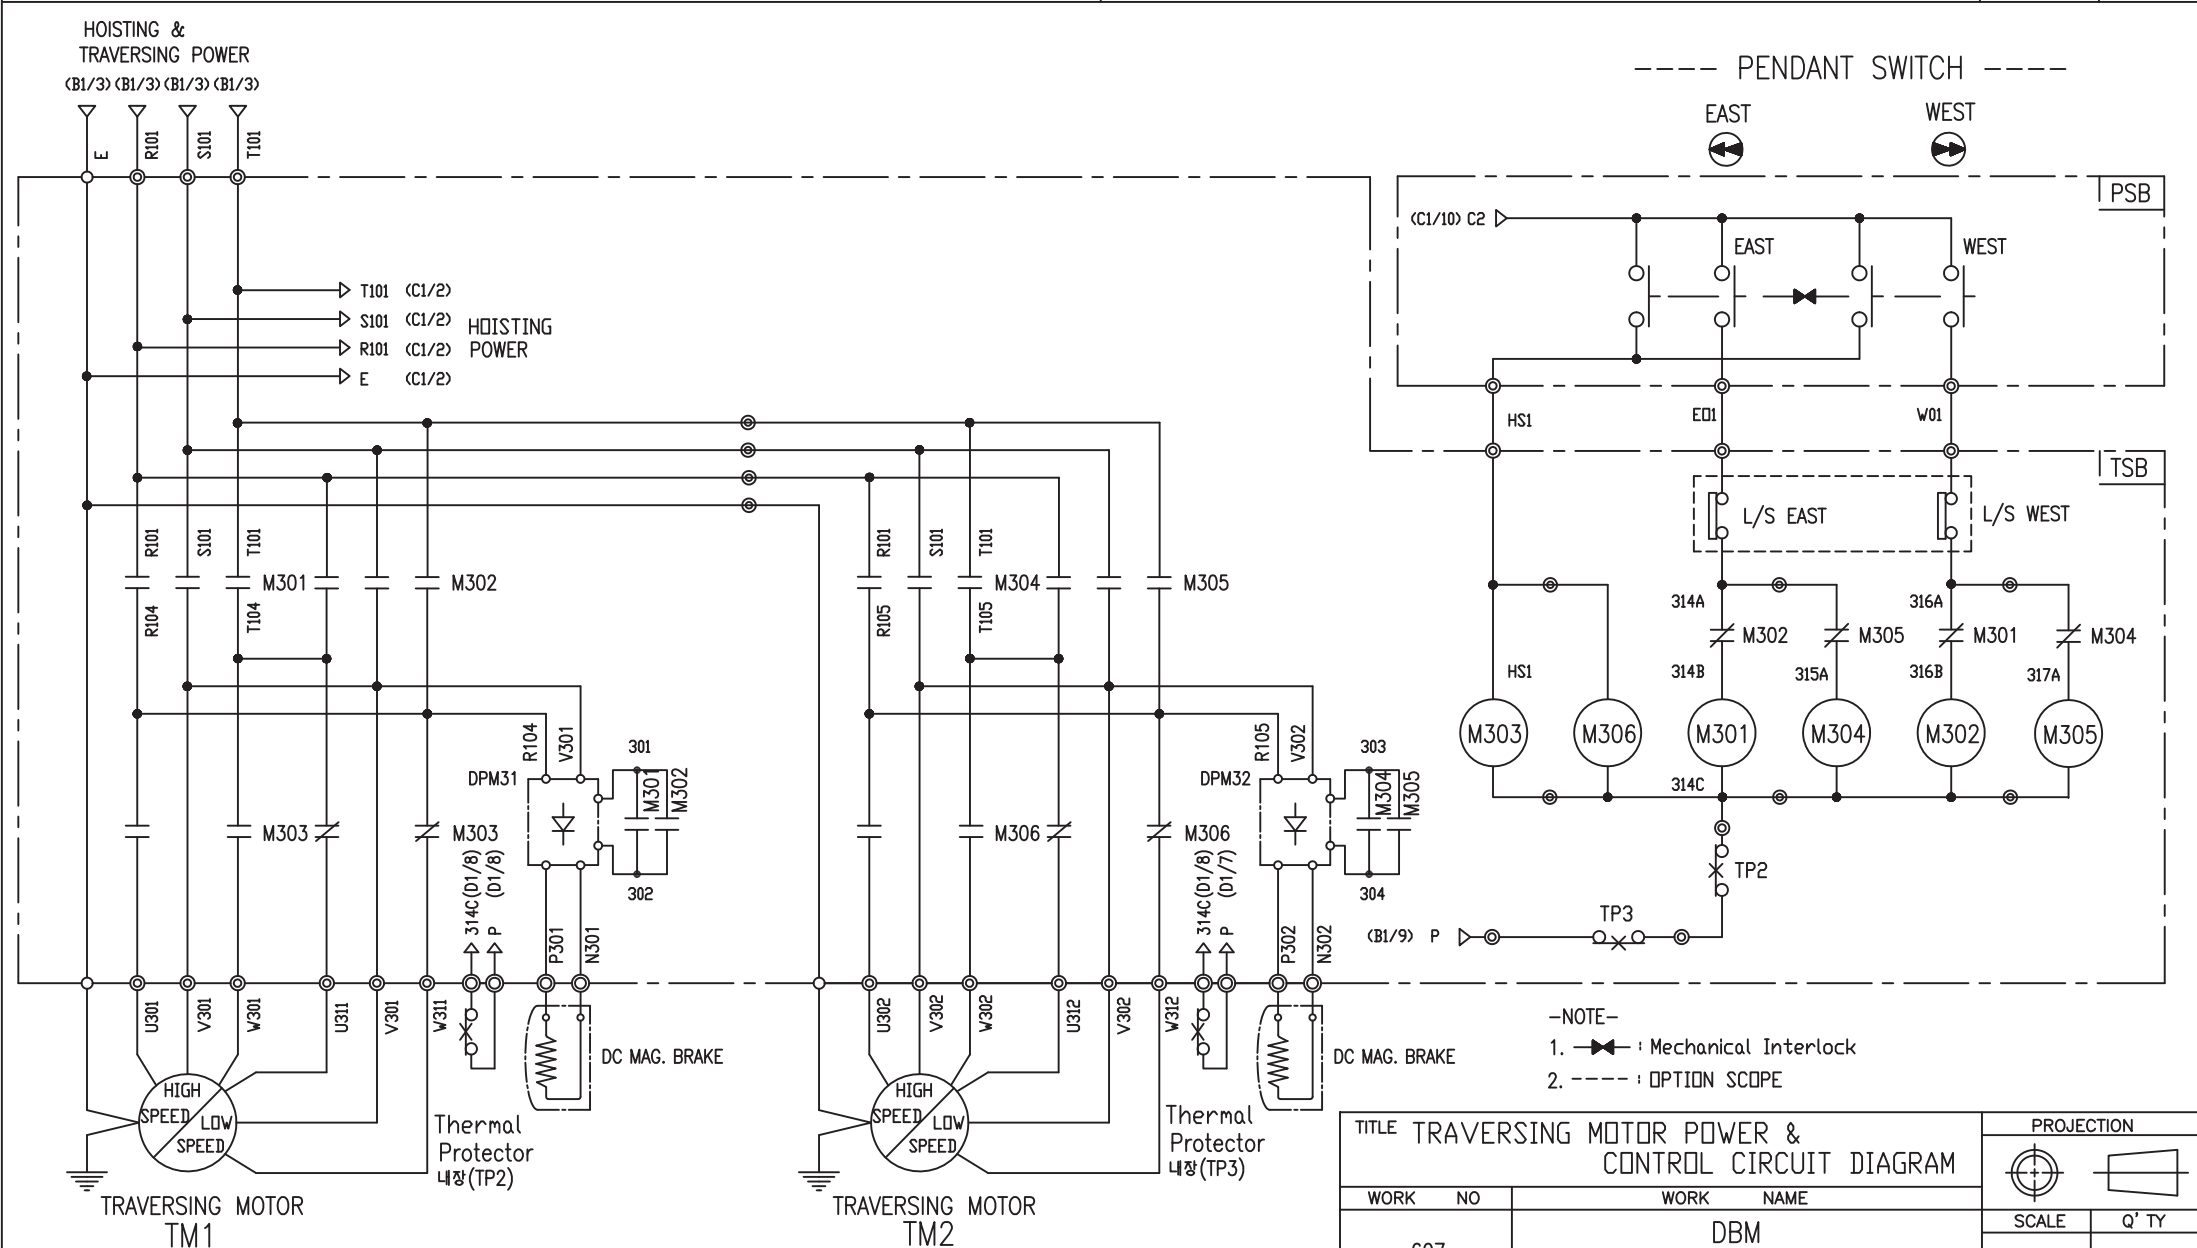 HOISTING &
TRAVERSING POWER
(B1/3) (B1/3) (B1/3) (B1/3)
E R101 S101 T101
---- PENDANT SWITCH ----
EAST WEST
PSB
(C1/10) C2
EAST WEST
T101 (C1/2)
S101 (C1/2)
R101 (C1/2)
E (C1/2)
HOISTING
POWER
HS1 E01 W01
TSB
L/S EAST L/S WEST
R101 S101 T101 R101 S101 T101
M301 M302 M304 M305
R104 T104 R105 T105
314A 316A
M302 M305 M301 M304
HS1 314B 315A 316B 317A
M303 M306 M301 M304 M302 M305
314C
R104 V301 301 R105 V302 303
DPM31 M301 M302 DPM32 M304 M305
M303 M303 M306 M306
302 304
314C(D1/8) P (D1/8) 314C(D1/8) P (D1/7)
P301 N301 P302 N302
TP2
TP3
(B1/9) P
U301 V301 W301 U311 V301 W311 U302 V302 W302 U312 V302 W312
DC MAG. BRAKE DC MAG. BRAKE
-NOTE-
1. : Mechanical Interlock
2. ----- : OPTION SCOPE
HIGH
SPEED
LOW
SPEED
HIGH
SPEED
LOW
SPEED
Thermal
Protector
내장(TP2)
Thermal
Protector
내장(TP3)
TRAVERSING MOTOR
TM1
TRAVERSING MOTOR
TM2
TITLE TRAVERSING MOTOR POWER &
CONTROL CIRCUIT DIAGRAM
PROJECTION
WORK NO WORK NAME
DBM
SCALE Q' TY